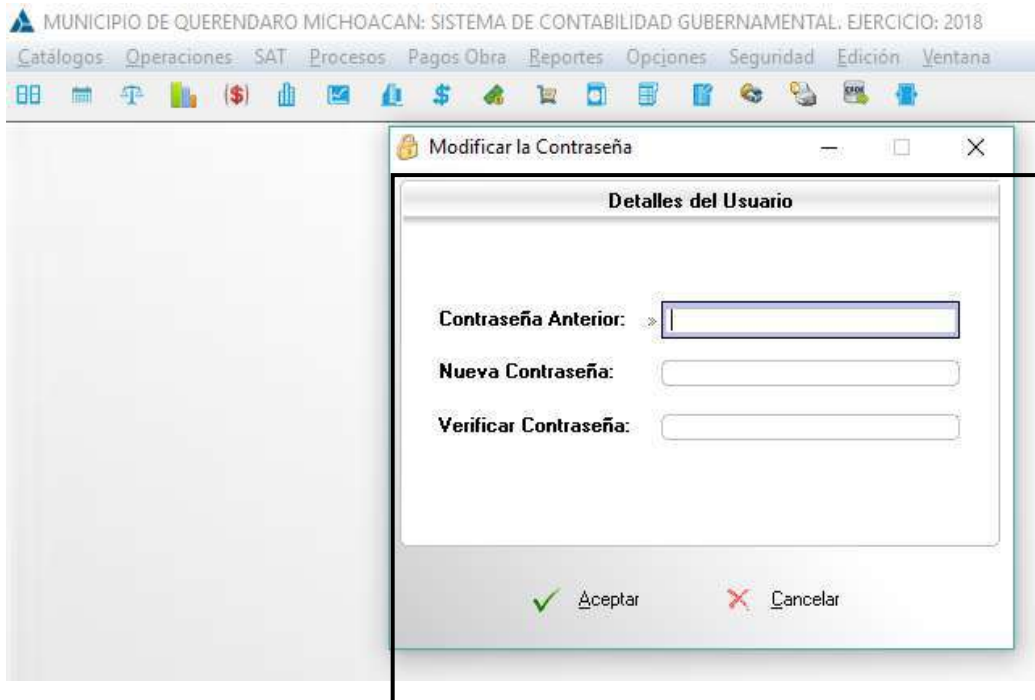 MUNICIPIO DE QUERENDARO MICHOACAN: SISTEMA DE CONTABILIDAD GUBERNAMENTAL. EJERCICIO: 2018
Catálogos Operaciones SAT Procesos Pagos Obra Reportes Opciones Seguridad Edición Ventana
Modificar la Contraseña
Detalles del Usuario
Contraseña Anterior: »
Nueva Contraseña:
Verificar Contraseña:
Aceptar Cancelar